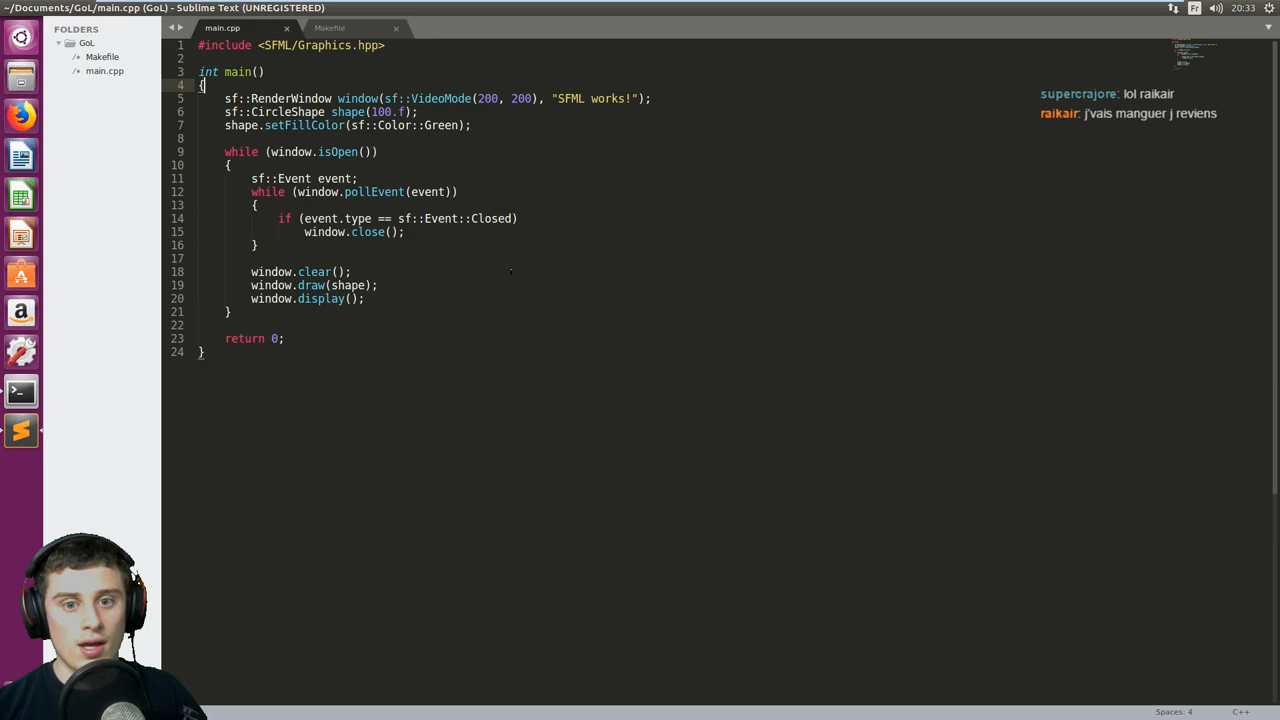 ~/Documents/GoL/main.cpp (GoL) - Sublime Text (UNREGISTERED)
Fr
20:33
FOLDERS
GoL
/* Makefile
/* main.cpp
main.cpp ×
Makefile ×
1 #include <SFML/Graphics.hpp>
2
3 int main()
4 {
5 sf::RenderWindow window(sf::VideoMode(200, 200), "SFML works!");
6 sf::CircleShape shape(100.f);
7 shape.setFillColor(sf::Color::Green);
8
9 while (window.isOpen())
10 {
11 sf::Event event;
12 while (window.pollEvent(event))
13 {
14 if (event.type == sf::Event::Closed)
15 window.close();
16 }
17
18 window.clear();
19 window.draw(shape);
20 window.display();
21 }
22
23 return 0;
24 }
supercrajore: lol raikair
raikair: j'vais manguer j reviens
Spaces: 4
C++